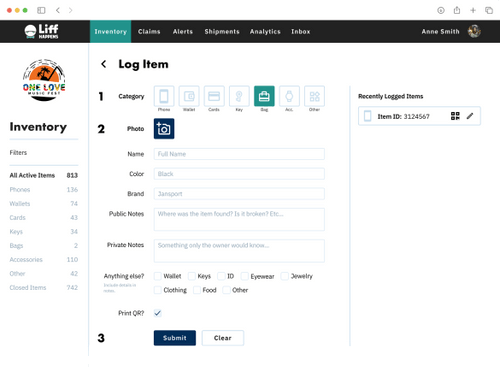 Liff
HAPPENS
Inventory
Claims
Alerts
Shipments
Analytics
Inbox
Anne Smith
ONE LOVE
MUSIC FEST
Inventory
Filters
All Active Items 813
Phones 136
Wallets 74
Cards 43
Keys 34
Bags 2
Accessories 110
Other 42
Closed Items 742
Log Item
1 Category
Phone
Wallet
Cards
Key
Bag
Acc.
Other
2 Photo
Name Full Name
Color Black
Brand Jansport
Public Notes Where was the item found? Is it broken? Etc...
Private Notes Something only the owner would know...
Anything else? Wallet Keys ID Eyewear Jewelry
Include details in
notes.
Clothing Food Other
Print QR?
3 Submit Clear
Recently Logged Items
Item ID: 3124567